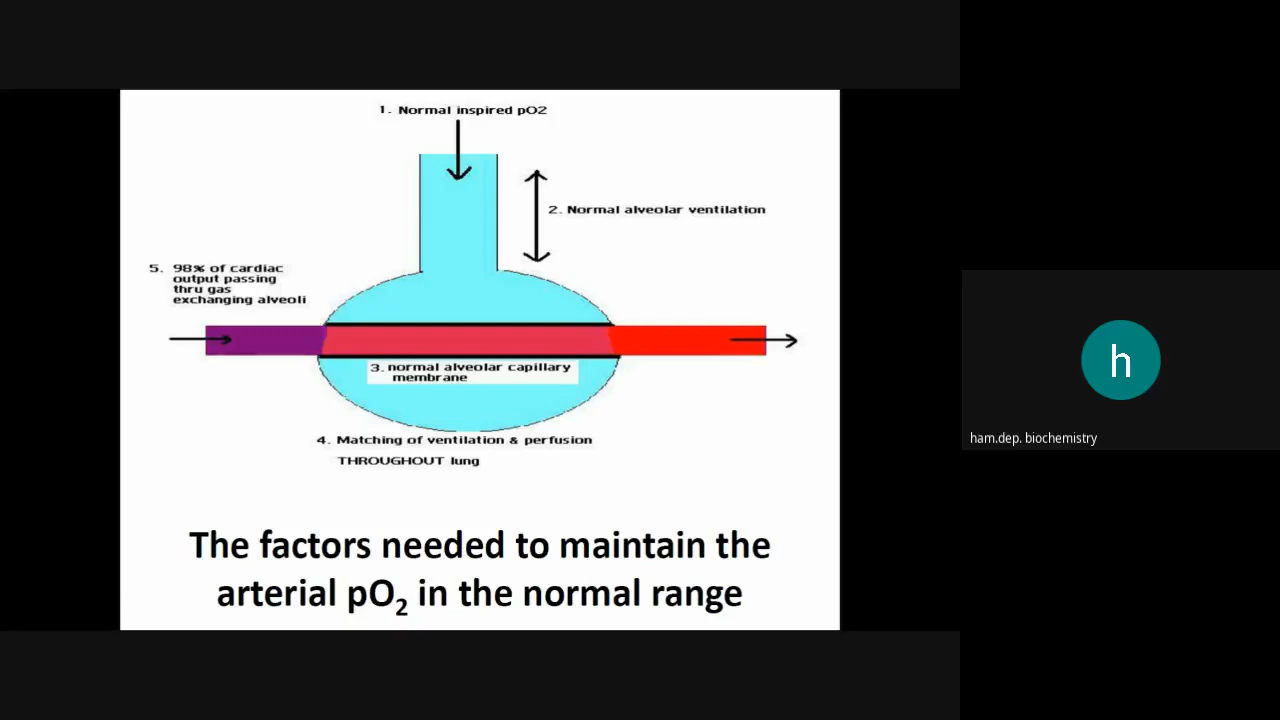 1. Normal inspired pO2
2. Normal alveolar ventilation
5. 98% of cardiac
output passing
thru gas
exchanging alveoli
3. normal alveolar capillary
membrane
4. Matching of ventilation & perfusion
THROUGHOUT lung
The factors needed to maintain the
arterial pO₂ in the normal range
h
ham.dep. biochemistry